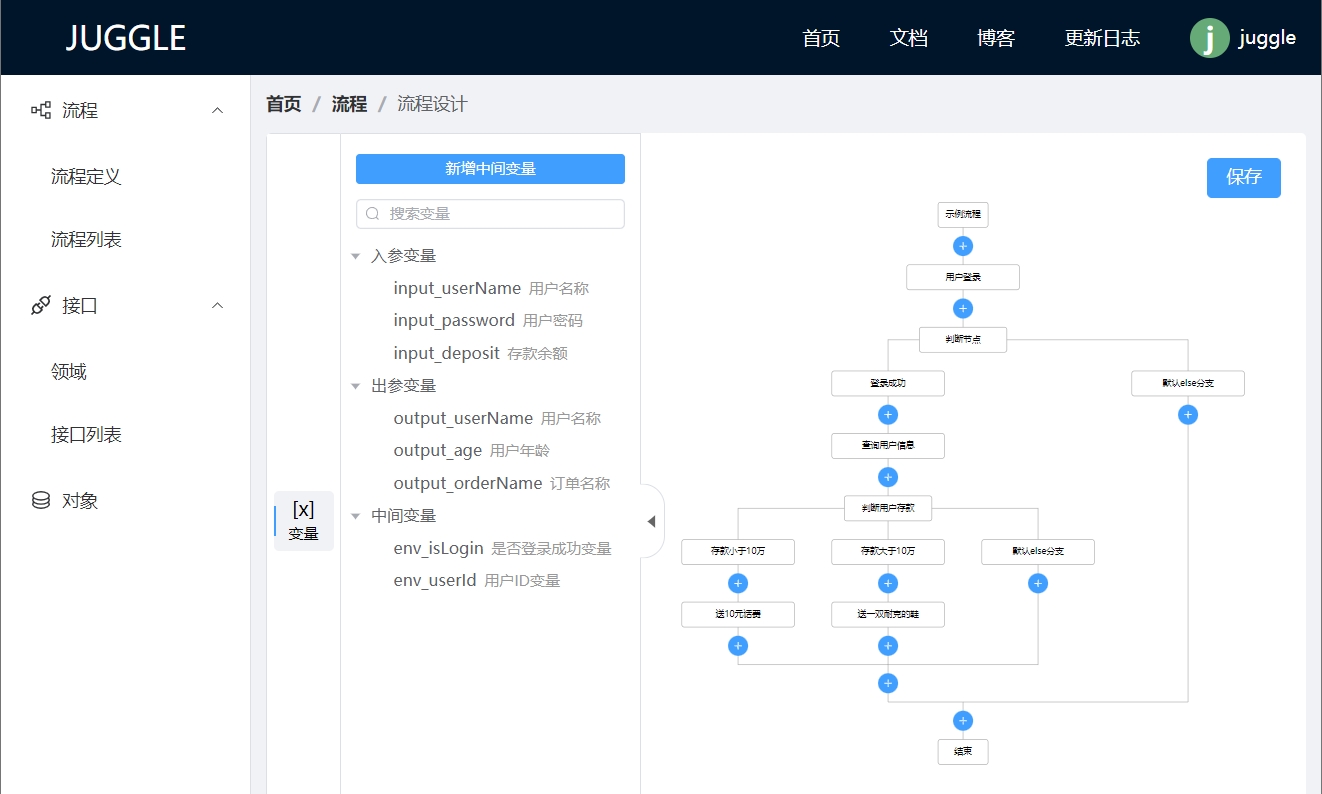 JUGGLE
首页 文档 博客 更新日志 j juggle
流程
流程定义
流程列表
接口
领域
接口列表
对象
首页 / 流程 / 流程设计
[x]
变量
新增中间变量
搜索变量
入参变量
input_userName 用户名称
input_password 用户密码
input_deposit 存款余额
出参变量
output_userName 用户名称
output_age 用户年龄
output_orderName 订单名称
中间变量
env_isLogin 是否登录成功变量
env_userId 用户ID变量
保存
示例流程
用户登录
判断节点
登录成功 默认else分支
查询用户信息
判断用户存款
存款小于10万 存款大于10万 默认else分支
送10元话费 送一双耐克的鞋
结束